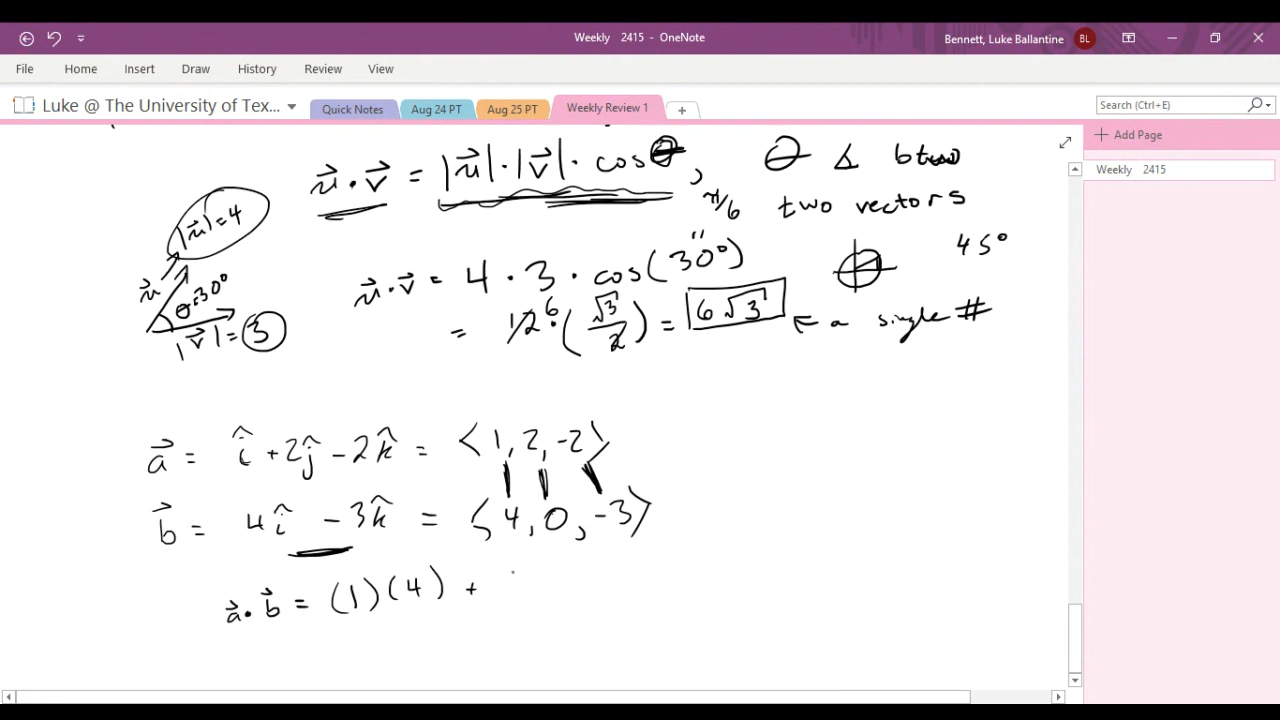 Weekly 2415 - OneNote
Bennett, Luke Ballantine BL
File Home Insert Draw History Review View
Luke @ The University of Tex... Quick Notes Aug 24 PT Aug 25 PT Weekly Review 1 + Search (Ctrl+E)
+ Add Page
Weekly 2415
u⃗ · v⃗ = |u⃗| · |v⃗| · cosθ, θ ∡ btwn
π/6 two vectors
|u⃗| = 4
u⃗ θ=30°
|v⃗| = 3
u⃗ · v⃗ = 4 · 3 · cos(30°) 45°
= 12 6 · (√3/2) = 6√3 ← a single #
a⃗ = î + 2ĵ - 2k̂ = ⟨1, 2, -2⟩
b⃗ = 4î - 3k̂ = ⟨4, 0, -3⟩
a⃗ · b⃗ = (1)(4) +